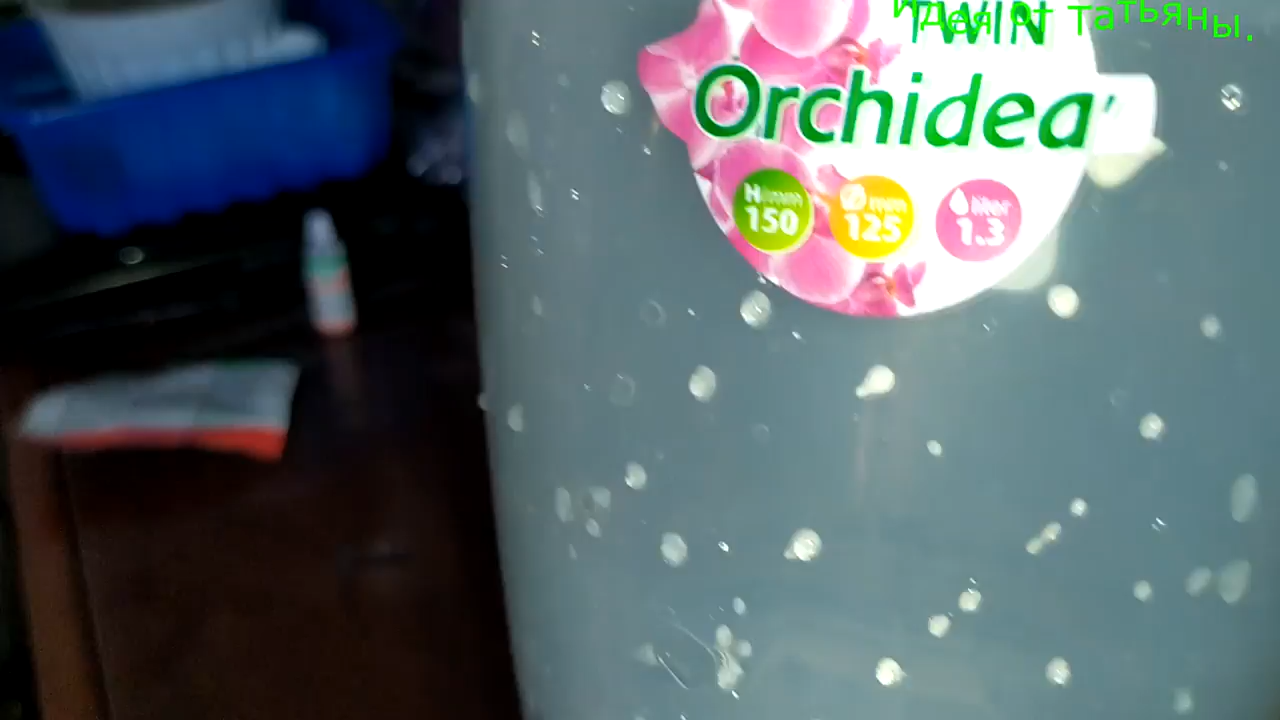 идея от татьяны.
TWIN
Orchidea'
H mm
150
Ø mm
125
liter
1.3